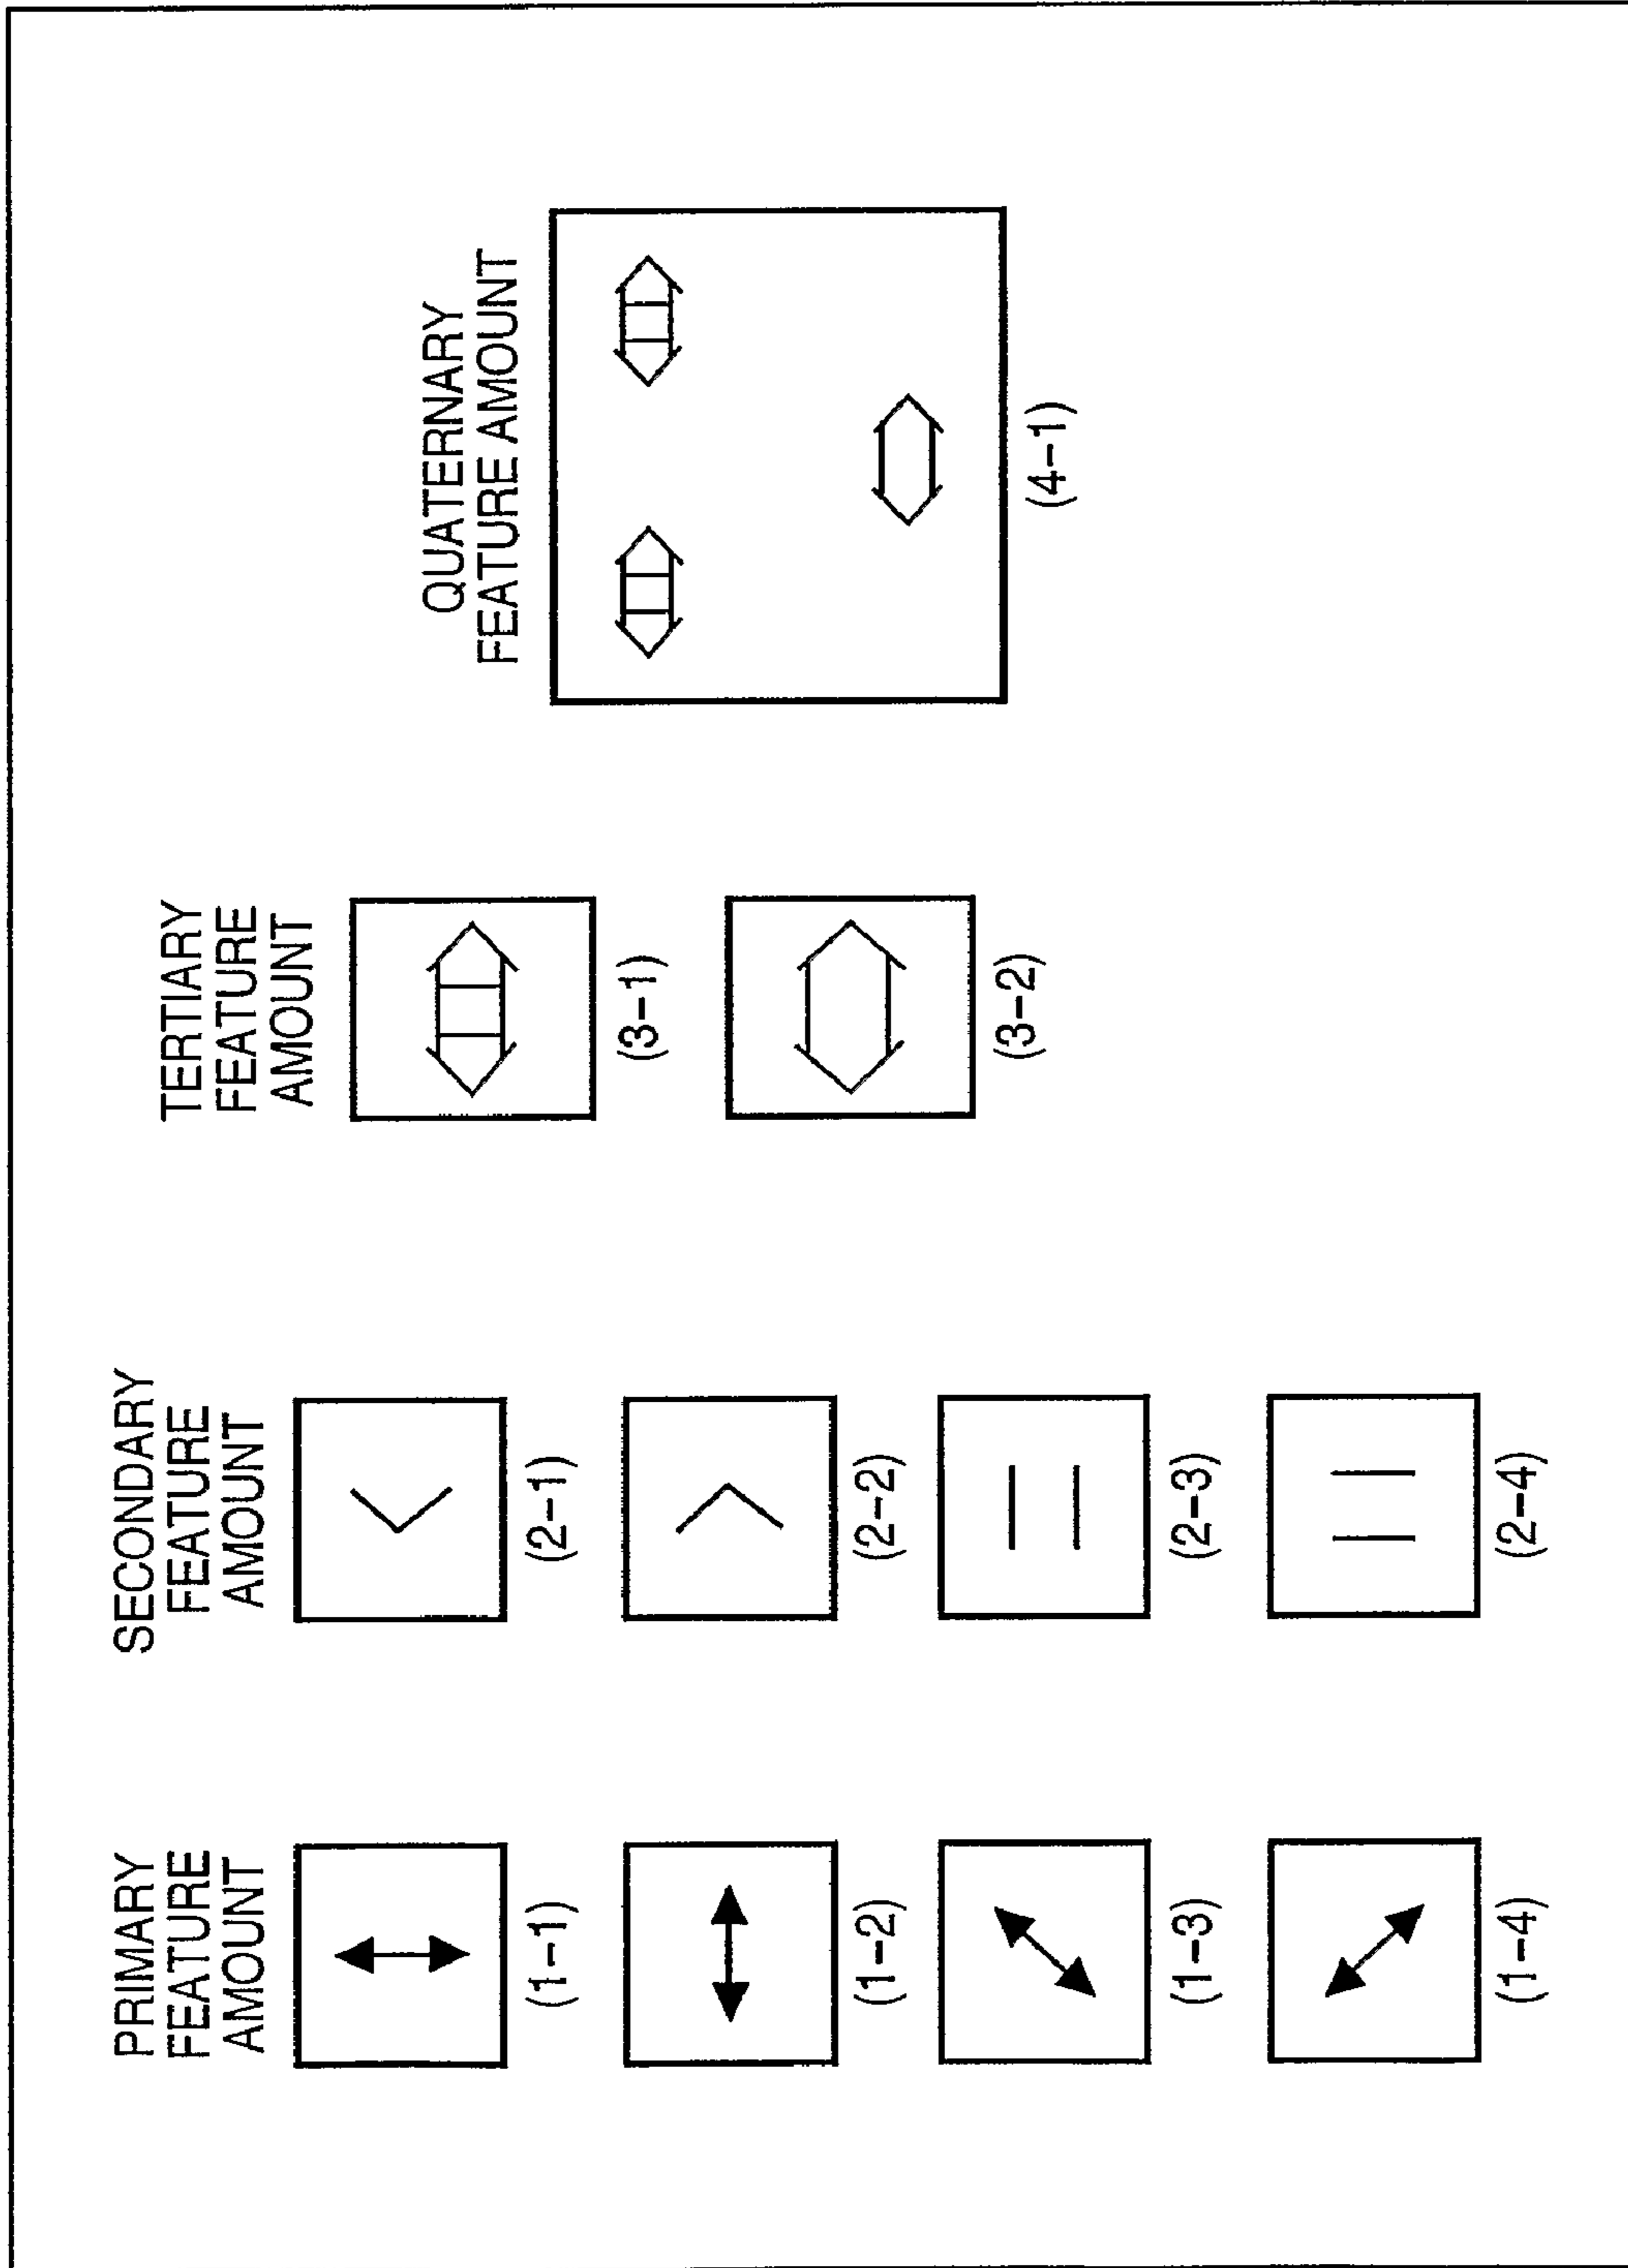 PRIMARY
FEATURE
AMOUNT
(1-1)
(1-2)
(1-3)
(1-4)
SECONDARY
FEATURE
AMOUNT
(2-1)
(2-2)
(2-3)
(2-4)
TERTIARY
FEATURE
AMOUNT
(3-1)
(3-2)
QUATERNARY
FEATURE AMOUNT
(4-1)